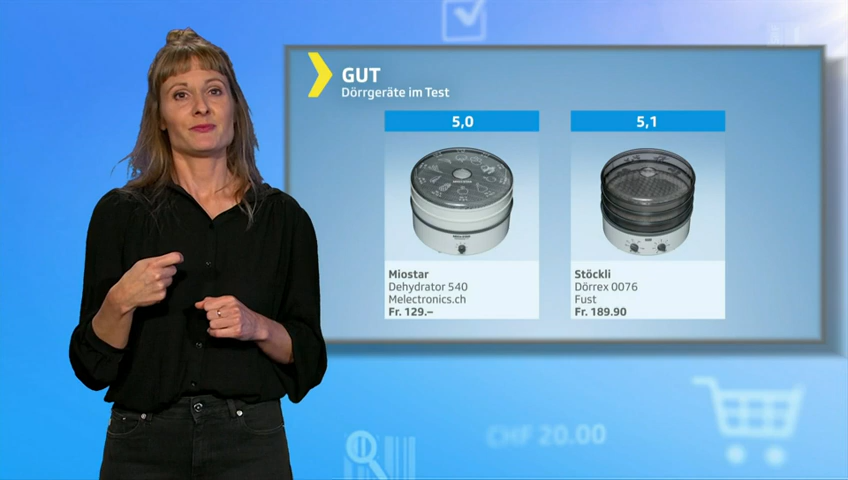 GUT
Dörrgeräte im Test
5,0
5,1
Miostar
Dehydrator 540
Melectronics.ch
Fr. 129.–
Stöckli
Dörrex 0076
Fust
Fr. 189.90
CHF 20.00